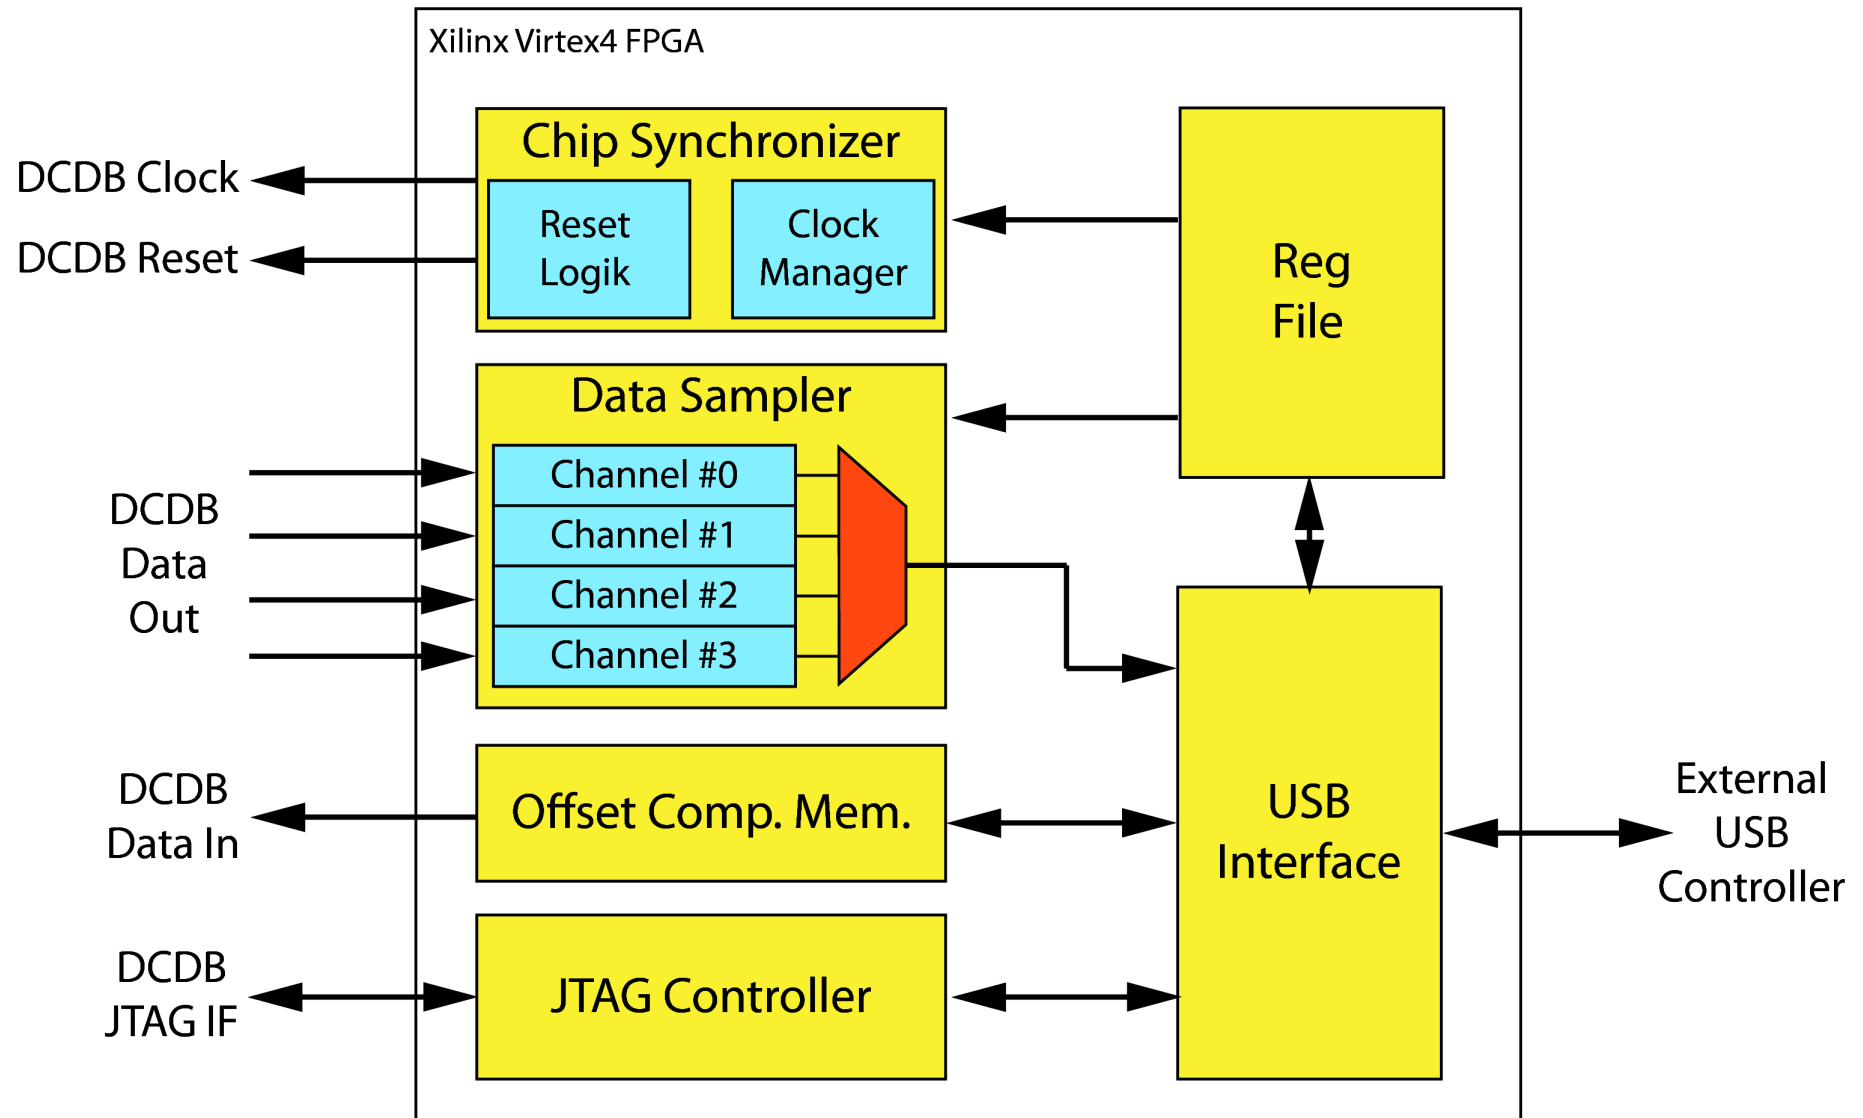 Xilinx Virtex4 FPGA
Chip Synchronizer
Reset
Logik
Clock
Manager
Reg
File
DCDB Clock
DCDB Reset
Data Sampler
Channel #0
Channel #1
Channel #2
Channel #3
DCDB
Data
Out
DCDB
Data In
Offset Comp. Mem.
USB
Interface
External
USB
Controller
DCDB
JTAG IF
JTAG Controller